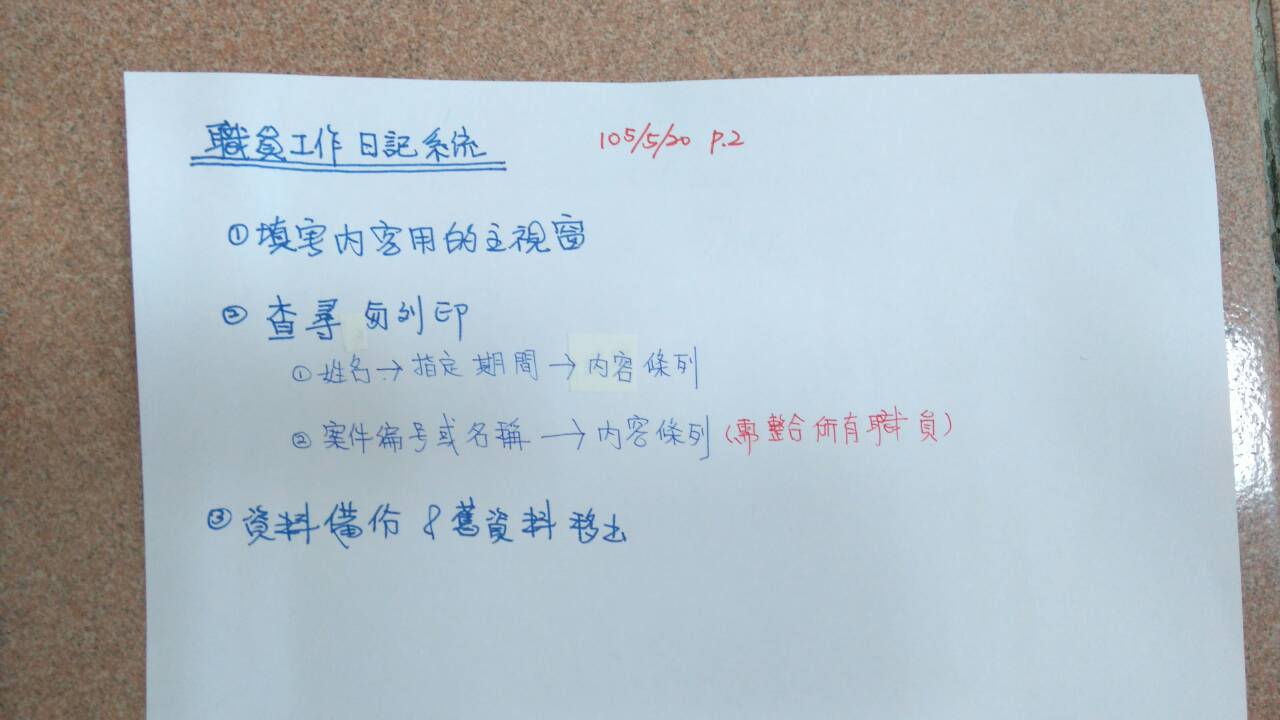 職員工作日記系統 105/5/20 P.2
①填寫內容用的主視窗
② 查尋與列印
①姓名→指定期間→內容條列
②案件編号或名稱→內容條列(需整合所有職員)
③資料備份&舊資料移出